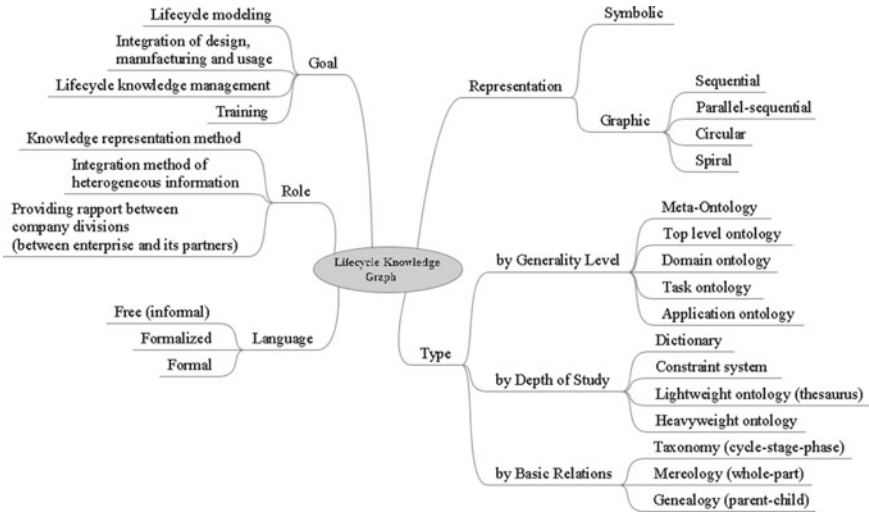 Lifecycle modeling
Integration of design,
manufacturing and usage
Lifecycle knowledge management
Training
Goal
Knowledge representation method
Integration method of
heterogeneous information
Providing rapport between
company divisions
(between enterprise and its partners)
Role
Free (informal)
Formalized
Formal
Language
Lifecycle Knowledge
Graph
Representation
Symbolic
Graphic
Sequential
Parallel-sequential
Circular
Spiral
Type
by Generality Level
Meta-Ontology
Top level ontology
Domain ontology
Task ontology
Application ontology
by Depth of Study
Dictionary
Constraint system
Lightweight ontology (thesaurus)
Heavyweight ontology
by Basic Relations
Taxonomy (cycle-stage-phase)
Mereology (whole-part)
Genealogy (parent-child)